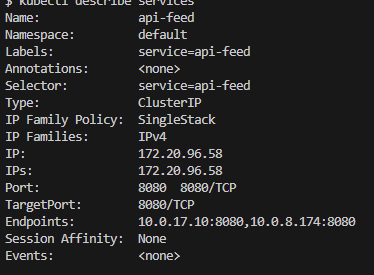 $ kubectl describe services
Name:              api-feed
Namespace:         default
Labels:            service=api-feed
Annotations:       <none>
Selector:          service=api-feed
Type:              ClusterIP
IP Family Policy:  SingleStack
IP Families:       IPv4
IP:                172.20.96.58
IPs:               172.20.96.58
Port:              8080  8080/TCP
TargetPort:        8080/TCP
Endpoints:         10.0.17.10:8080,10.0.8.174:8080
Session Affinity:  None
Events:            <none>